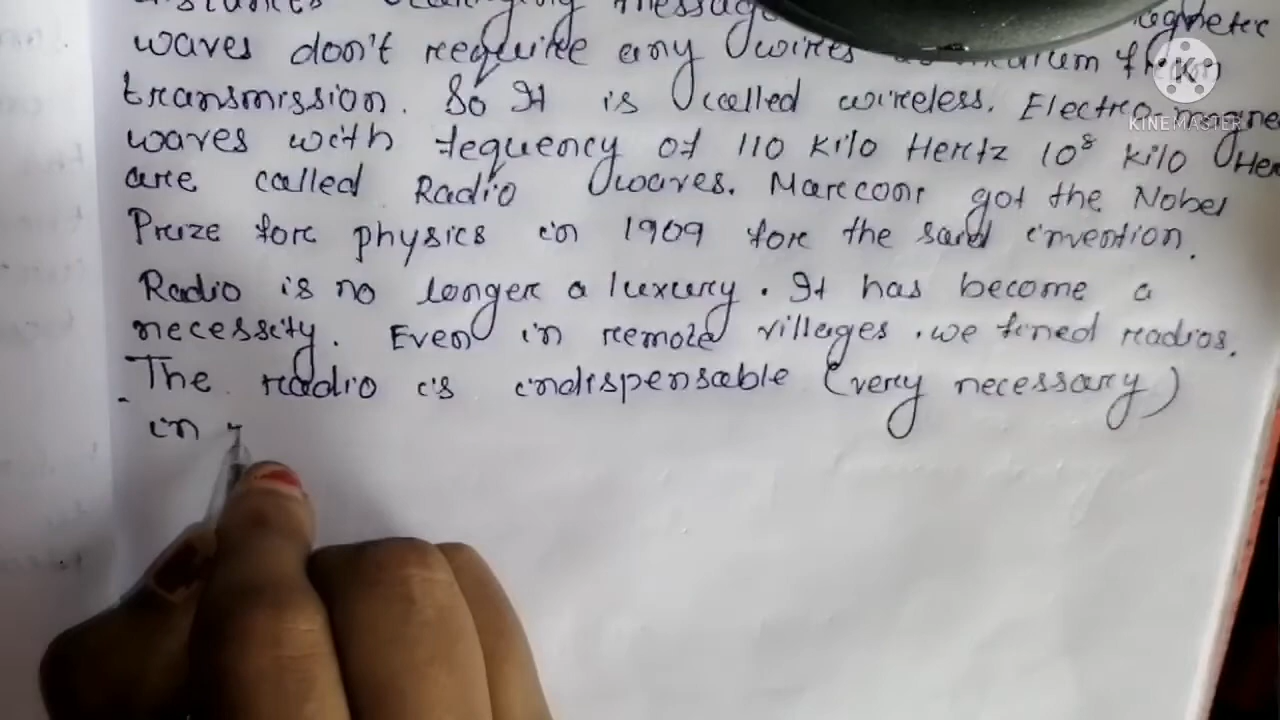 waves don't require any wires
transmission. So It is called wireless. Electromagne
waves with fequency of 110 Kilo Hertz 10⁸ Kilo Her
are called Radio waves. Marconi got the Nobel
Prize for physics in 1909 for the said invention.
Radio is no longer a luxury. It has become a
necessity. Even in remote villages . we fined radios.
The radio is indispensable (very necessary)
in
K
KINEMASTER